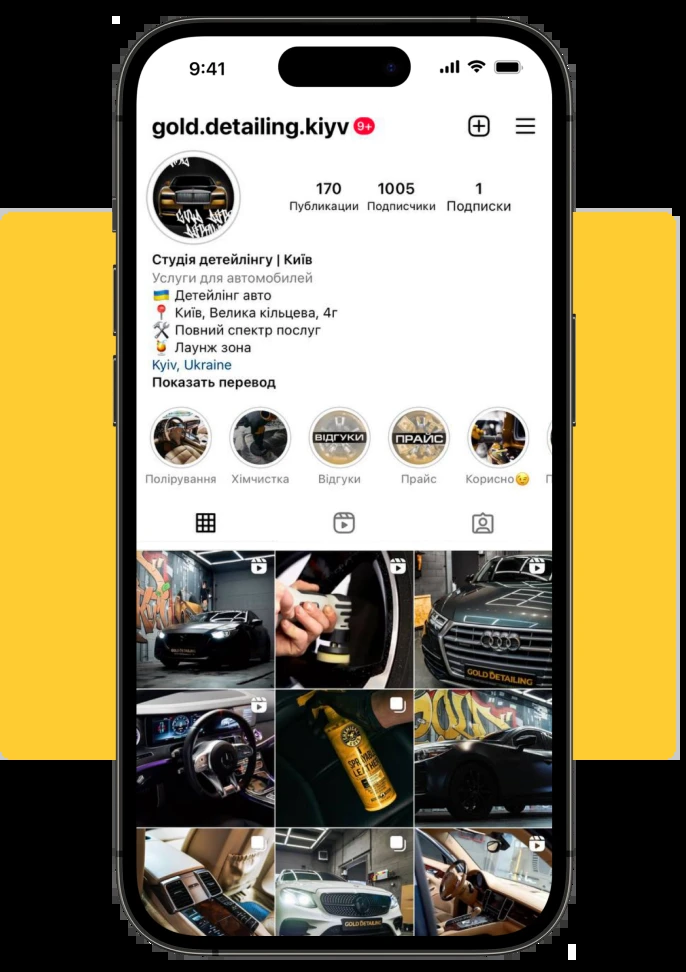 9:41
gold.detailing.kiyv 9+
170 1005 1
Публикации Подписчики Подписки
Студія детейлінгу | Київ
Услуги для автомобилей
🇺🇦 Детейлінг авто
📍 Київ, Велика кільцева, 4г
🛠 Повний спектр послуг
Лаунж зона
Kyiv, Ukraine
Показать перевод
ВІДГУКИ
ПРАЙС
Полірування Хімчистка Відгуки Прайс Корисно😉
GOLD DETAILING
GOLD DETAILING
SPRAYABLE
LEATHER
GOLD DETAILING